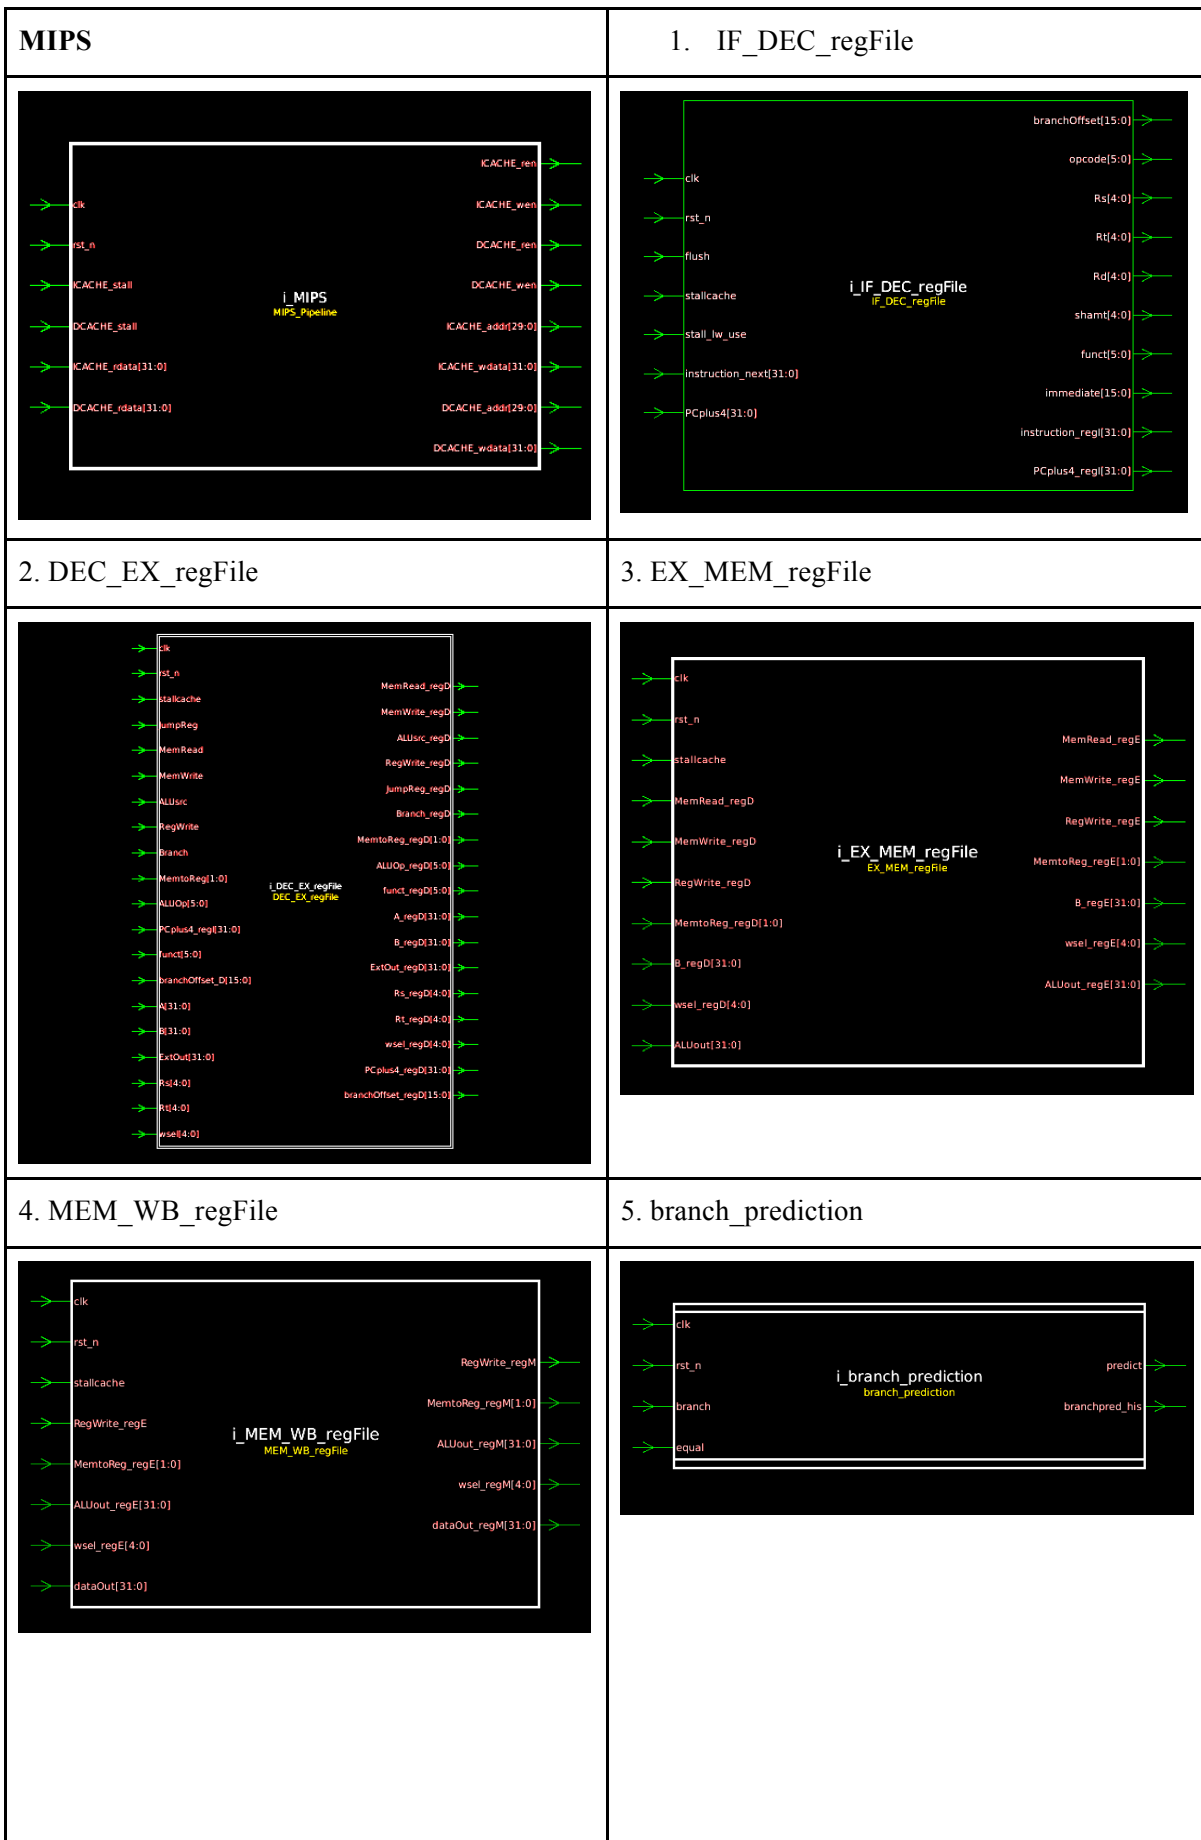 MIPS
1. IF_DEC_regFile
clk
rst_n
ICACHE_stall
DCACHE_stall
ICACHE_rdata[31:0]
DCACHE_rdata[31:0]
i_MIPS
MIPS_Pipeline
ICACHE_ren
ICACHE_wen
DCACHE_ren
DCACHE_wen
ICACHE_addr[29:0]
ICACHE_wdata[31:0]
DCACHE_addr[29:0]
DCACHE_wdata[31:0]
clk
rst_n
flush
stallcache
stall_lw_use
instruction_next[31:0]
PCplus4[31:0]
i_IF_DEC_regFile
IF_DEC_regFile
branchOffset[15:0]
opcode[5:0]
Rs[4:0]
Rt[4:0]
Rd[4:0]
shamt[4:0]
funct[5:0]
immediate[15:0]
instruction_regI[31:0]
PCplus4_regI[31:0]
2. DEC_EX_regFile
3. EX_MEM_regFile
clk
rst_n
stallcache
JumpReg
MemRead
MemWrite
ALUsrc
RegWrite
Branch
MemtoReg[1:0]
ALUOp[5:0]
PCplus4_regI[31:0]
funct[5:0]
branchOffset_D[15:0]
A[31:0]
B[31:0]
ExtOut[31:0]
Rs[4:0]
Rt[4:0]
wsel[4:0]
i_DEC_EX_regFile
DEC_EX_regFile
MemRead_regD
MemWrite_regD
ALUsrc_regD
RegWrite_regD
JumpReg_regD
Branch_regD
MemtoReg_regD[1:0]
ALUOp_regD[5:0]
funct_regD[5:0]
A_regD[31:0]
B_regD[31:0]
ExtOut_regD[31:0]
Rs_regD[4:0]
Rt_regD[4:0]
wsel_regD[4:0]
PCplus4_regD[31:0]
branchOffset_regD[15:0]
clk
rst_n
stallcache
MemRead_regD
MemWrite_regD
RegWrite_regD
MemtoReg_regD[1:0]
B_regD[31:0]
wsel_regD[4:0]
ALUout[31:0]
i_EX_MEM_regFile
EX_MEM_regFile
MemRead_regE
MemWrite_regE
RegWrite_regE
MemtoReg_regE[1:0]
B_regE[31:0]
wsel_regE[4:0]
ALUout_regE[31:0]
4. MEM_WB_regFile
5. branch_prediction
clk
rst_n
stallcache
RegWrite_regE
MemtoReg_regE[1:0]
ALUout_regE[31:0]
wsel_regE[4:0]
dataOut[31:0]
i_MEM_WB_regFile
MEM_WB_regFile
RegWrite_regM
MemtoReg_regM[1:0]
ALUout_regM[31:0]
wsel_regM[4:0]
dataOut_regM[31:0]
clk
rst_n
branch
equal
i_branch_prediction
branch_prediction
predict
branchpred_his